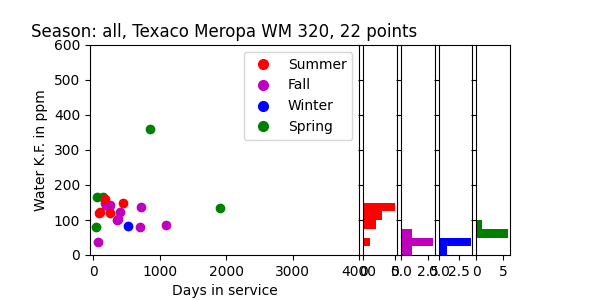 Season: all, Texaco Meropa WM 320, 22 points
Water K.F. in ppm
600
500
400
300
200
100
0
Summer
Fall
Winter
Spring
0 1000 2000 3000 4000
0 5
0.0 2.5
0.0 2.5
0 5
Days in service